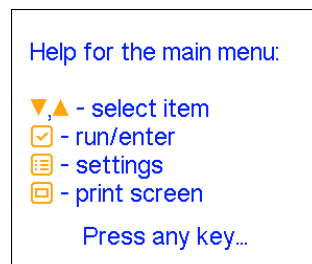 Help for the main menu:
▼,▲ - select item
- run/enter
- settings
- print screen
Press any key...